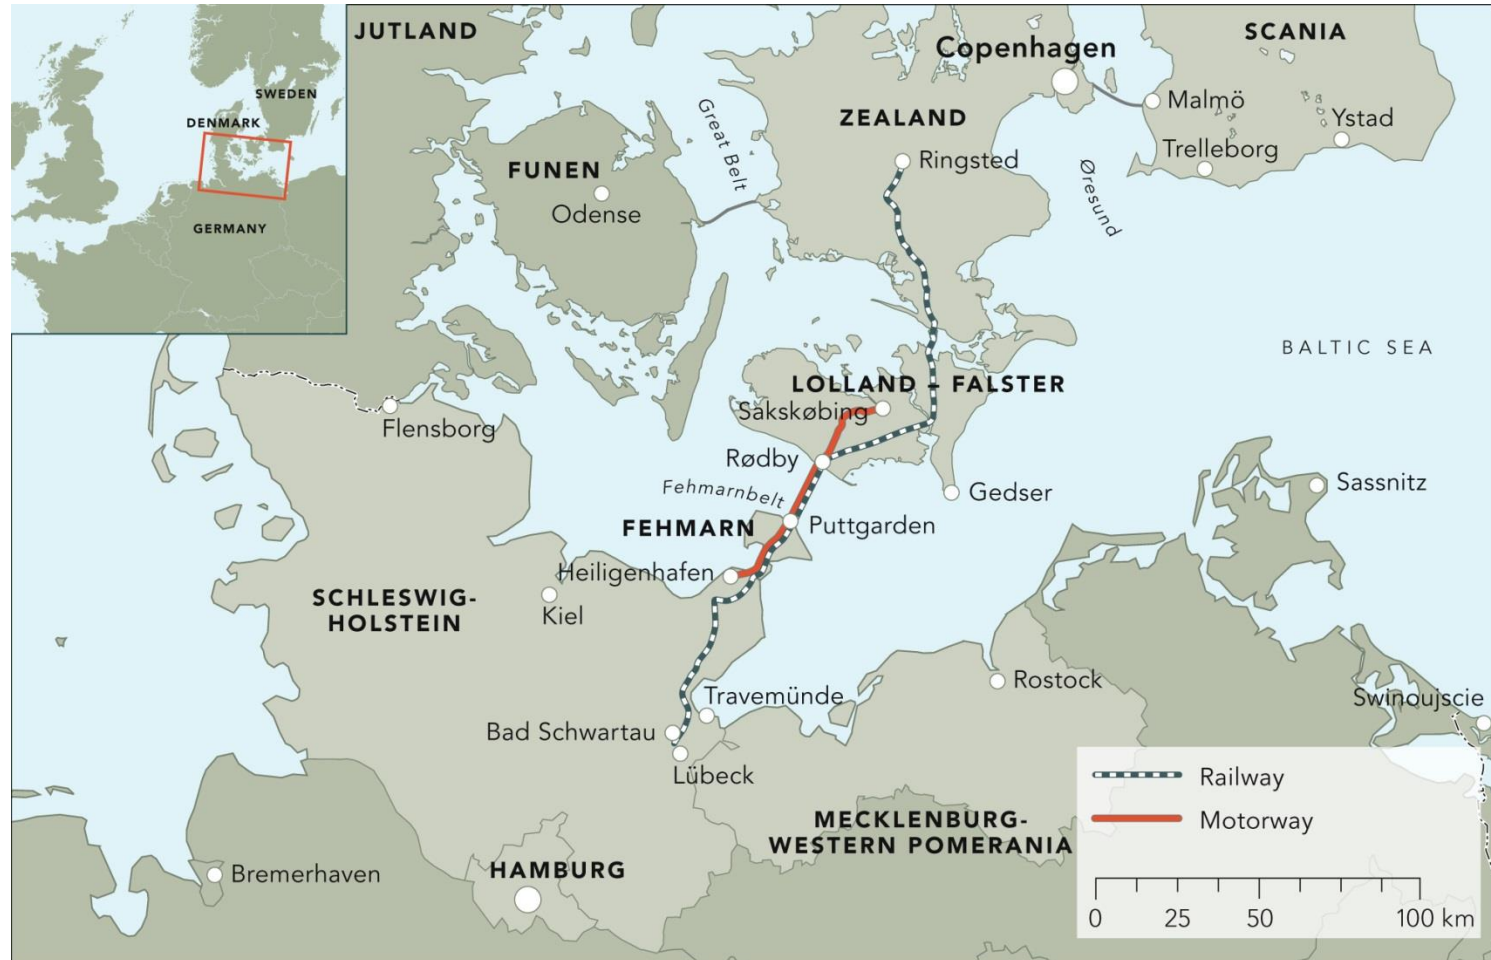 JUTLAND
SCANIA
Copenhagen
SWEDEN
DENMARK
GERMANY
Great Belt
ZEALAND
Malmö
Ystad
Trelleborg
Ringsted
FUNEN
Odense
Øresund
BALTIC SEA
LOLLAND – FALSTER
Sakskøbing
Flensborg
Rødby
Fehmarnbelt
Gedser
Sassnitz
FEHMARN
Puttgarden
Heiligenhafen
SCHLESWIG-
HOLSTEIN
Kiel
Rostock
Travemünde
Swinoujscie
Bad Schwartau
Lübeck
MECKLENBURG-
WESTERN POMERANIA
HAMBURG
Bremerhaven
Railway
Motorway
0 25 50 100 km